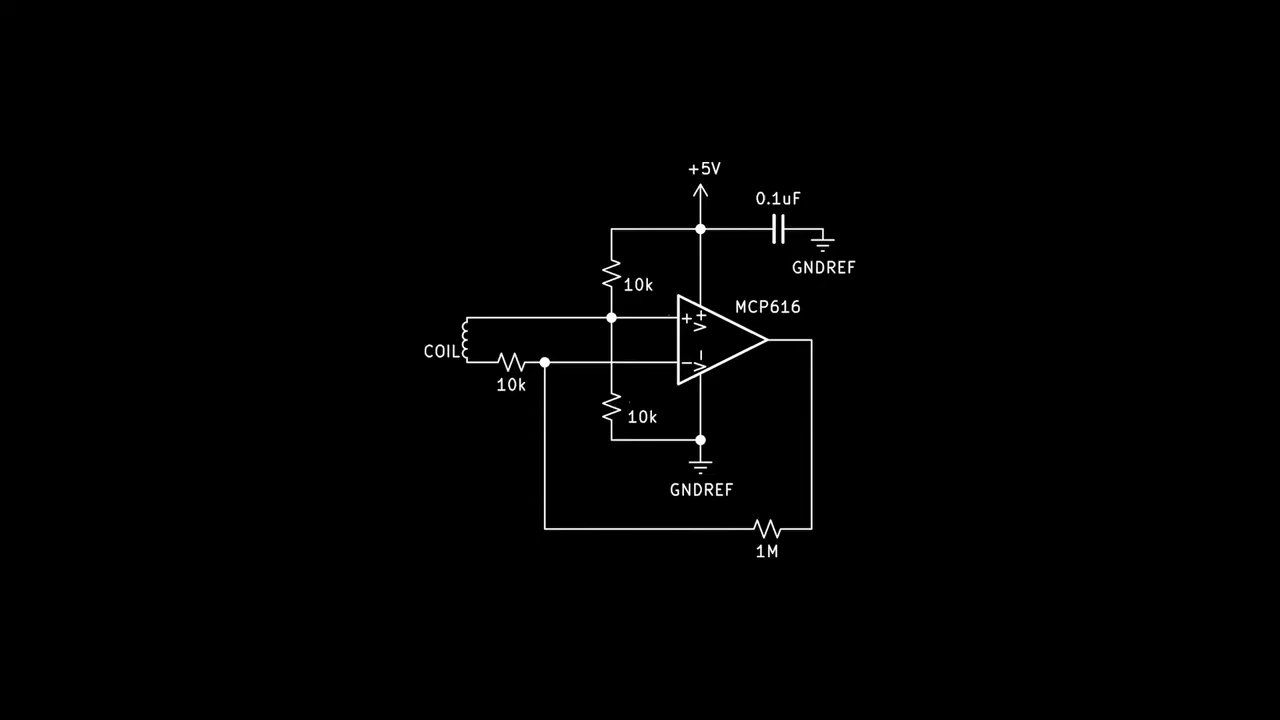 +5V
0.1uF
GNDREF
10k
MCP616
+
V+
COIL
−
V−
10k
10k
GNDREF
1M